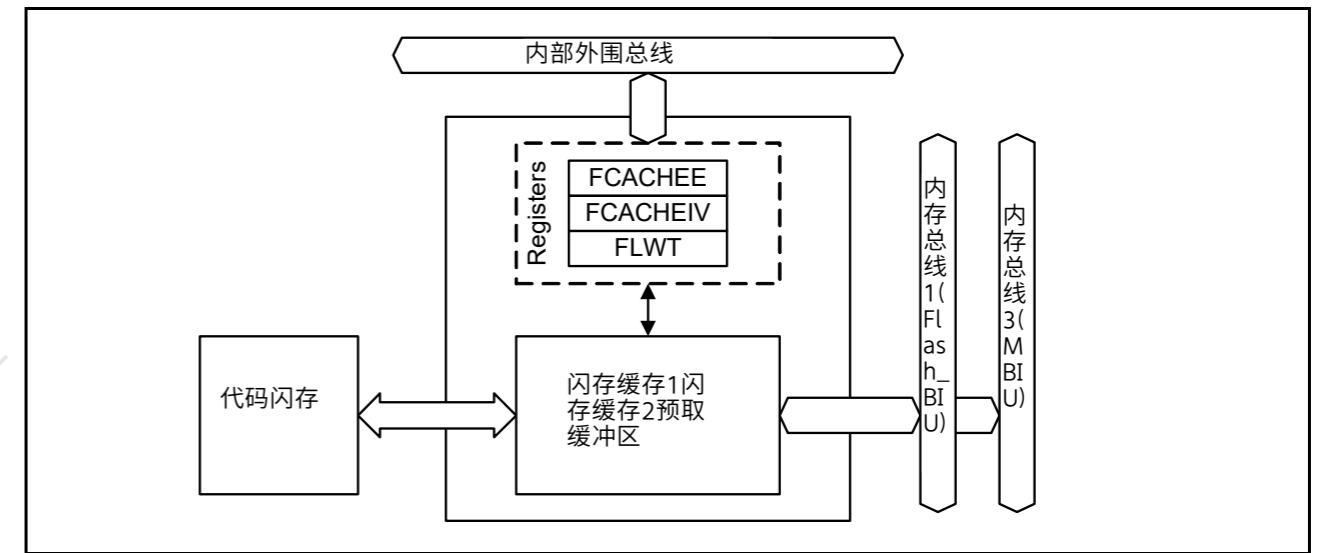 内部外围总线
Registers
FCACHEE
FCACHEIV
FLWT
代码闪存
闪存缓存1闪
存缓存2预取
缓冲区
内
存
总
线
1(
Fl
as
h_
BI
U)
内
存
总
线
3(
M
BI
U)